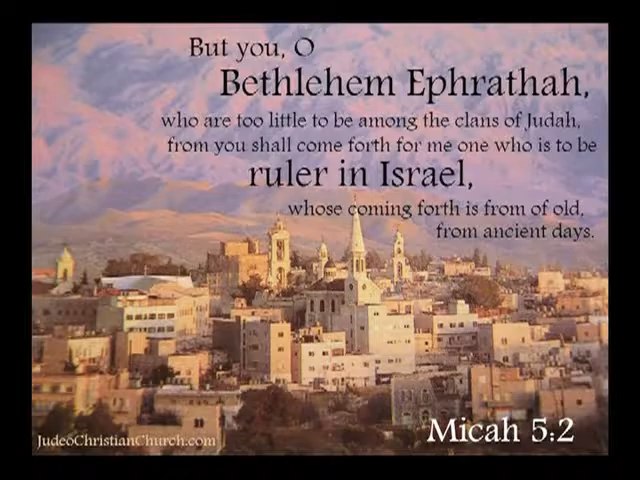 But you, O
Bethlehem Ephrathah,
who are too little to be among the clans of Judah,
from you shall come forth for me one who is to be
ruler in Israel,
whose coming forth is from of old,
from ancient days.
Micah 5:2
JudeoChristianChurch.com